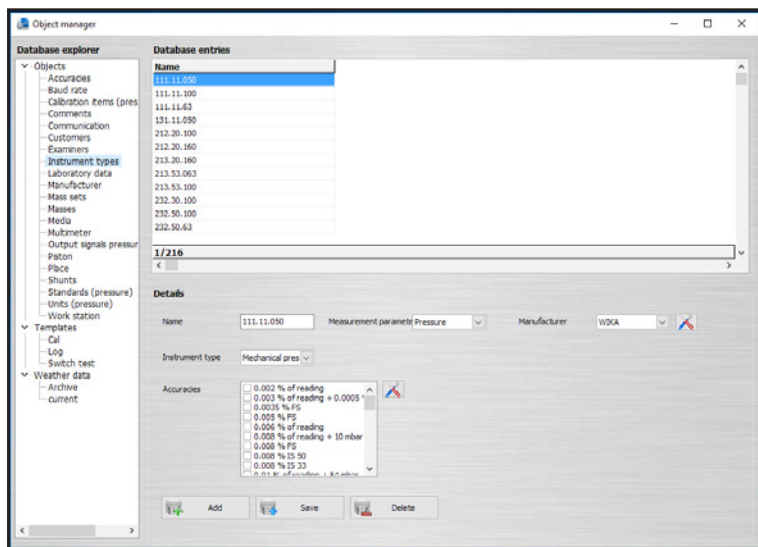 Object manager
Database explorer
Objects
Accuracies
Baud rate
Calibration items (pres
Comments
Communication
Customers
Examiners
Instrument types
Laboratory data
Manufacturer
Mass sets
Masses
Media
Multimeter
Output signals pressur
Piston
Place
Shunts
Standards (pressure)
Units (pressure)
Work station
Templates
Cal
Log
Switch test
Weather data
Archive
current
Database entries
Name
111.11.050
111.11.100
111.11.63
131.11.050
212.20.100
212.20.160
213.20.160
213.53.063
213.53.100
232.30.100
232.50.100
232.50.63
1/216
Details
Name 111.11.050 Measurement paramete Pressure Manufacturer WIKA
Instrument type Mechanical pres
Accuracies
0.002 % of reading
0.003 % of reading + 0.0005
0.0035 % FS
0.005 % FS
0.006 % of reading
0.008 % of reading + 10 mbar
0.008 % FS
0.008 % IS 50
0.008 % IS 33
Add Save Delete